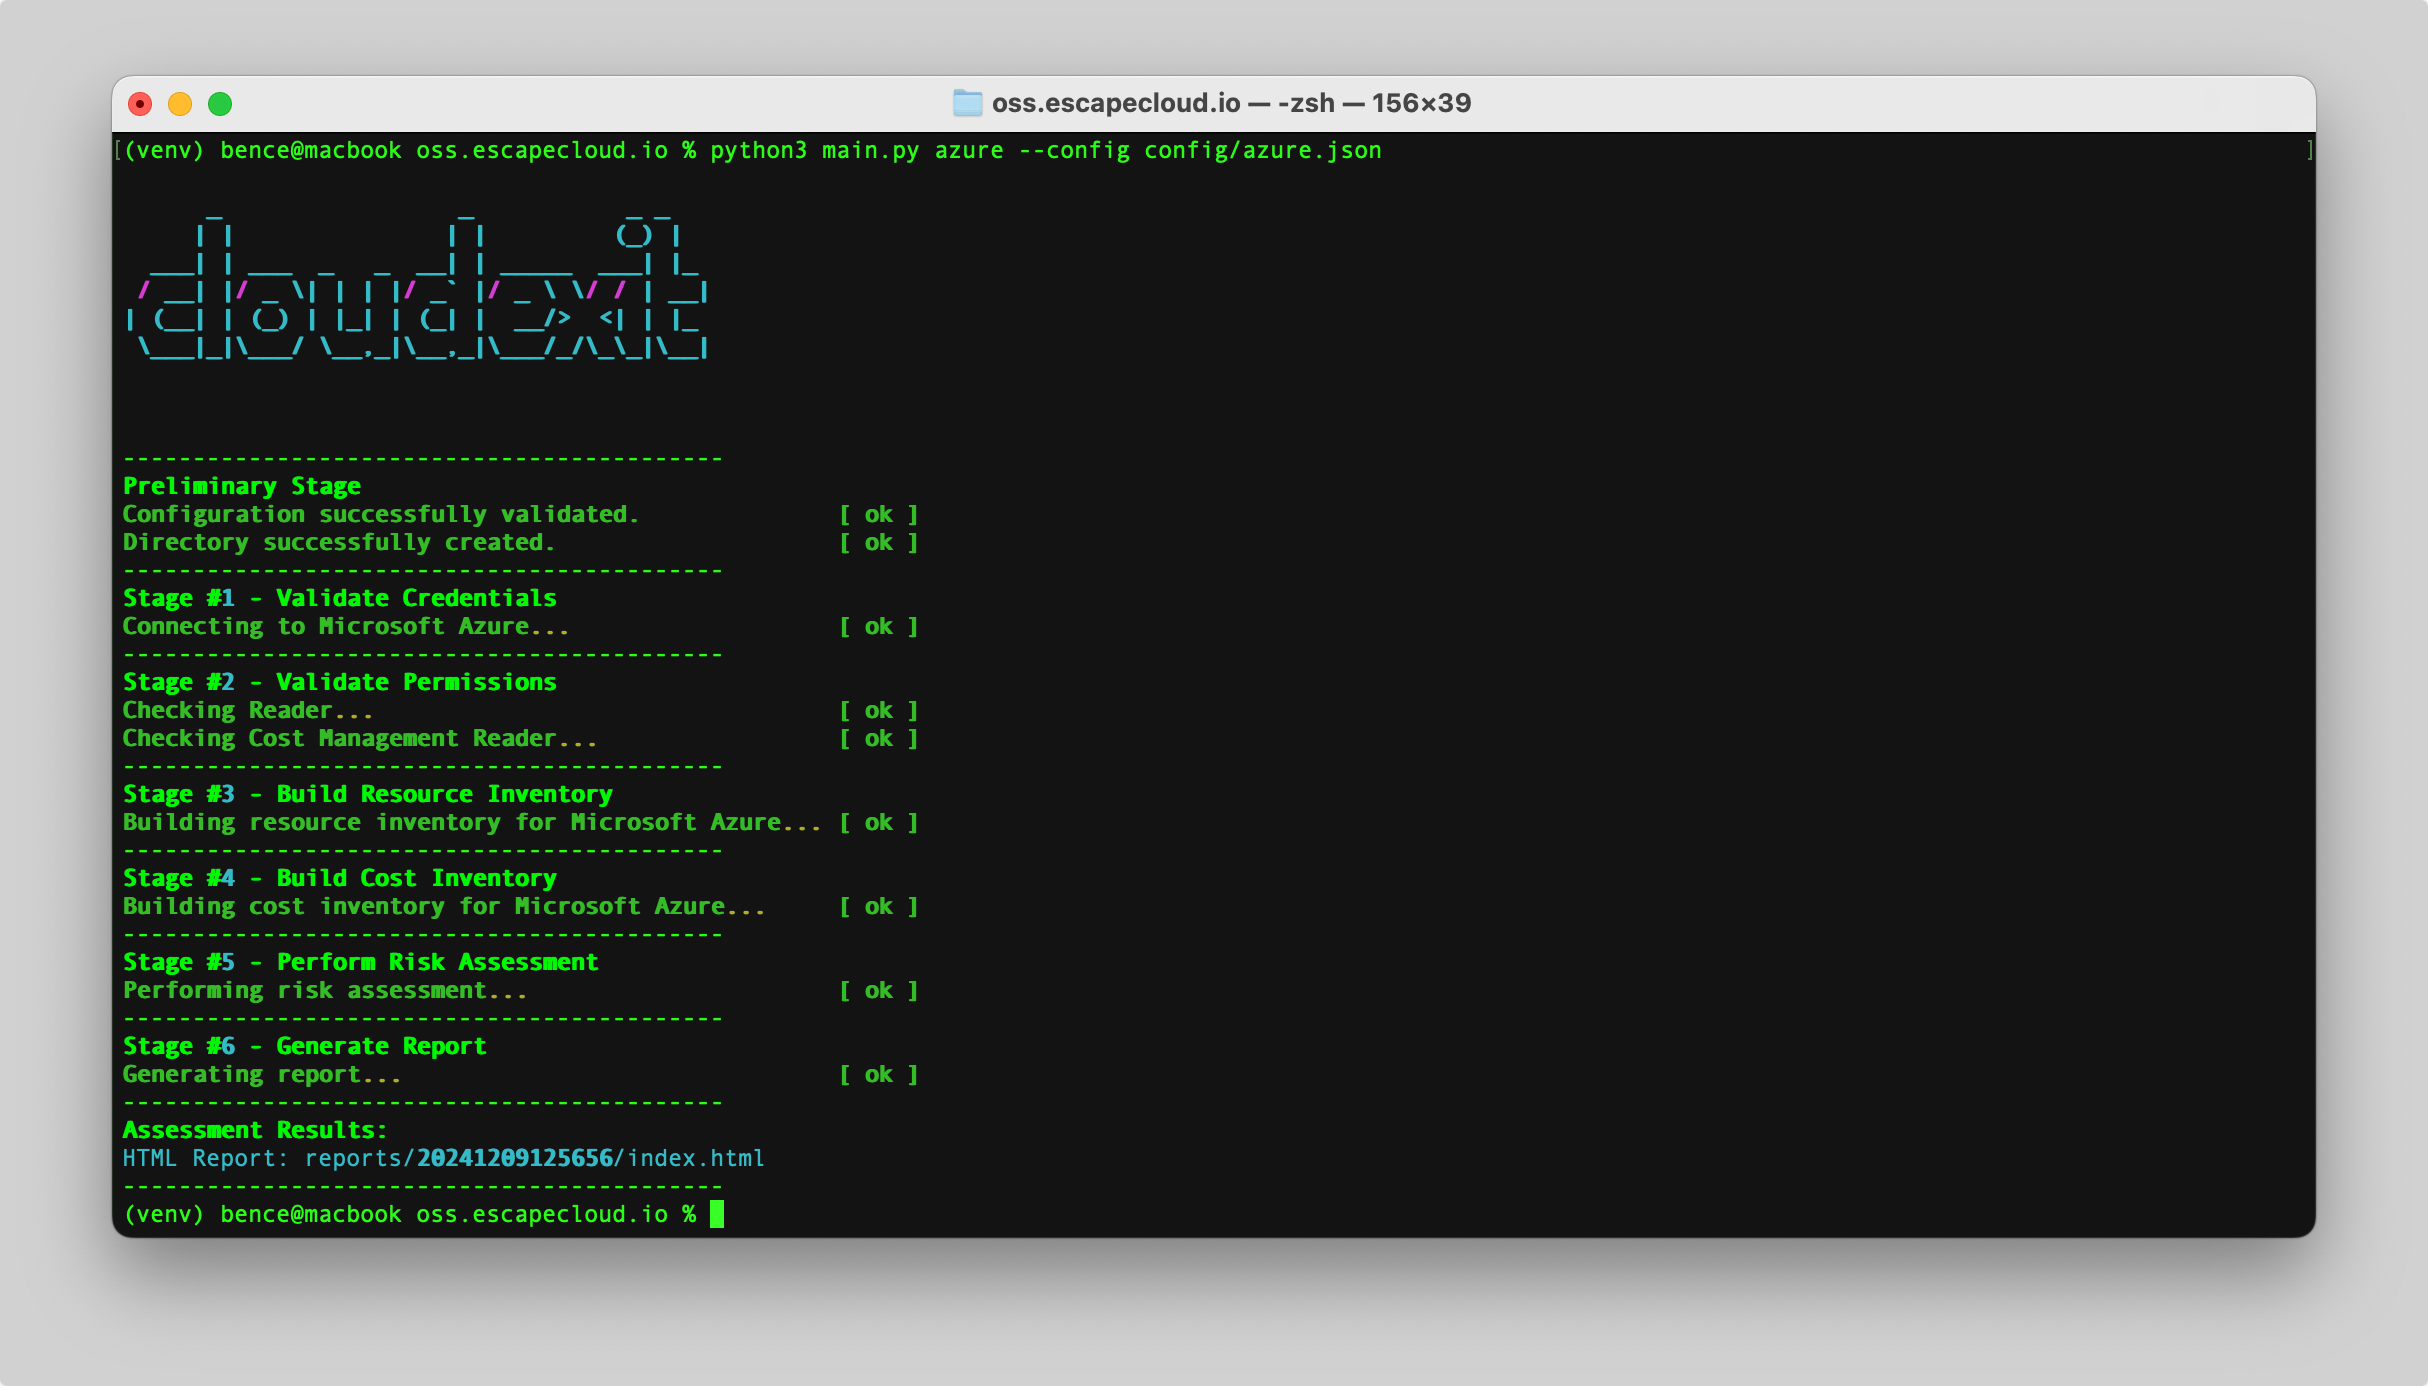 oss.escapecloud.io — -zsh — 156×39
[(venv) bence@macbook oss.escapecloud.io % python3 main.py azure --config config/azure.json ]
cloudexit
-------------------------------------------
Preliminary Stage
Configuration successfully validated. [ ok ]
Directory successfully created. [ ok ]
-------------------------------------------
Stage #1 - Validate Credentials
Connecting to Microsoft Azure... [ ok ]
-------------------------------------------
Stage #2 - Validate Permissions
Checking Reader... [ ok ]
Checking Cost Management Reader... [ ok ]
-------------------------------------------
Stage #3 - Build Resource Inventory
Building resource inventory for Microsoft Azure... [ ok ]
-------------------------------------------
Stage #4 - Build Cost Inventory
Building cost inventory for Microsoft Azure... [ ok ]
-------------------------------------------
Stage #5 - Perform Risk Assessment
Performing risk assessment... [ ok ]
-------------------------------------------
Stage #6 - Generate Report
Generating report... [ ok ]
-------------------------------------------
Assessment Results:
HTML Report: reports/20241209125656/index.html
-------------------------------------------
(venv) bence@macbook oss.escapecloud.io %